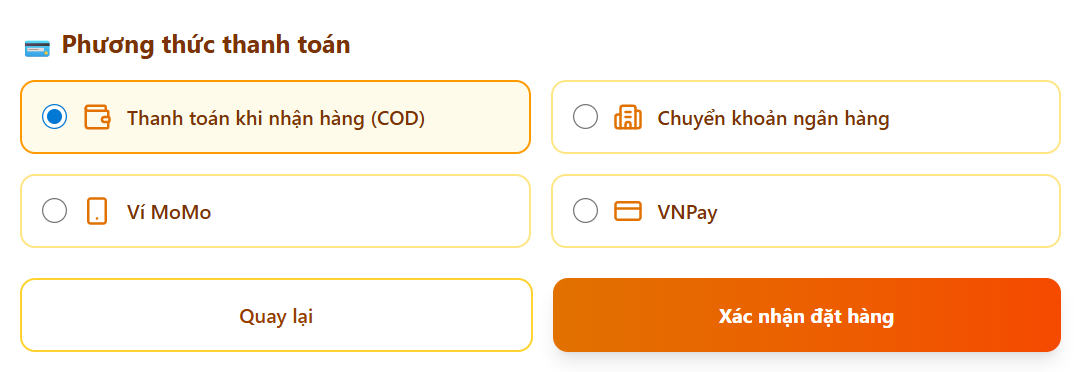 Phương thức thanh toán
Thanh toán khi nhận hàng (COD)
Chuyển khoản ngân hàng
Ví MoMo
VNPay
Quay lại
Xác nhận đặt hàng